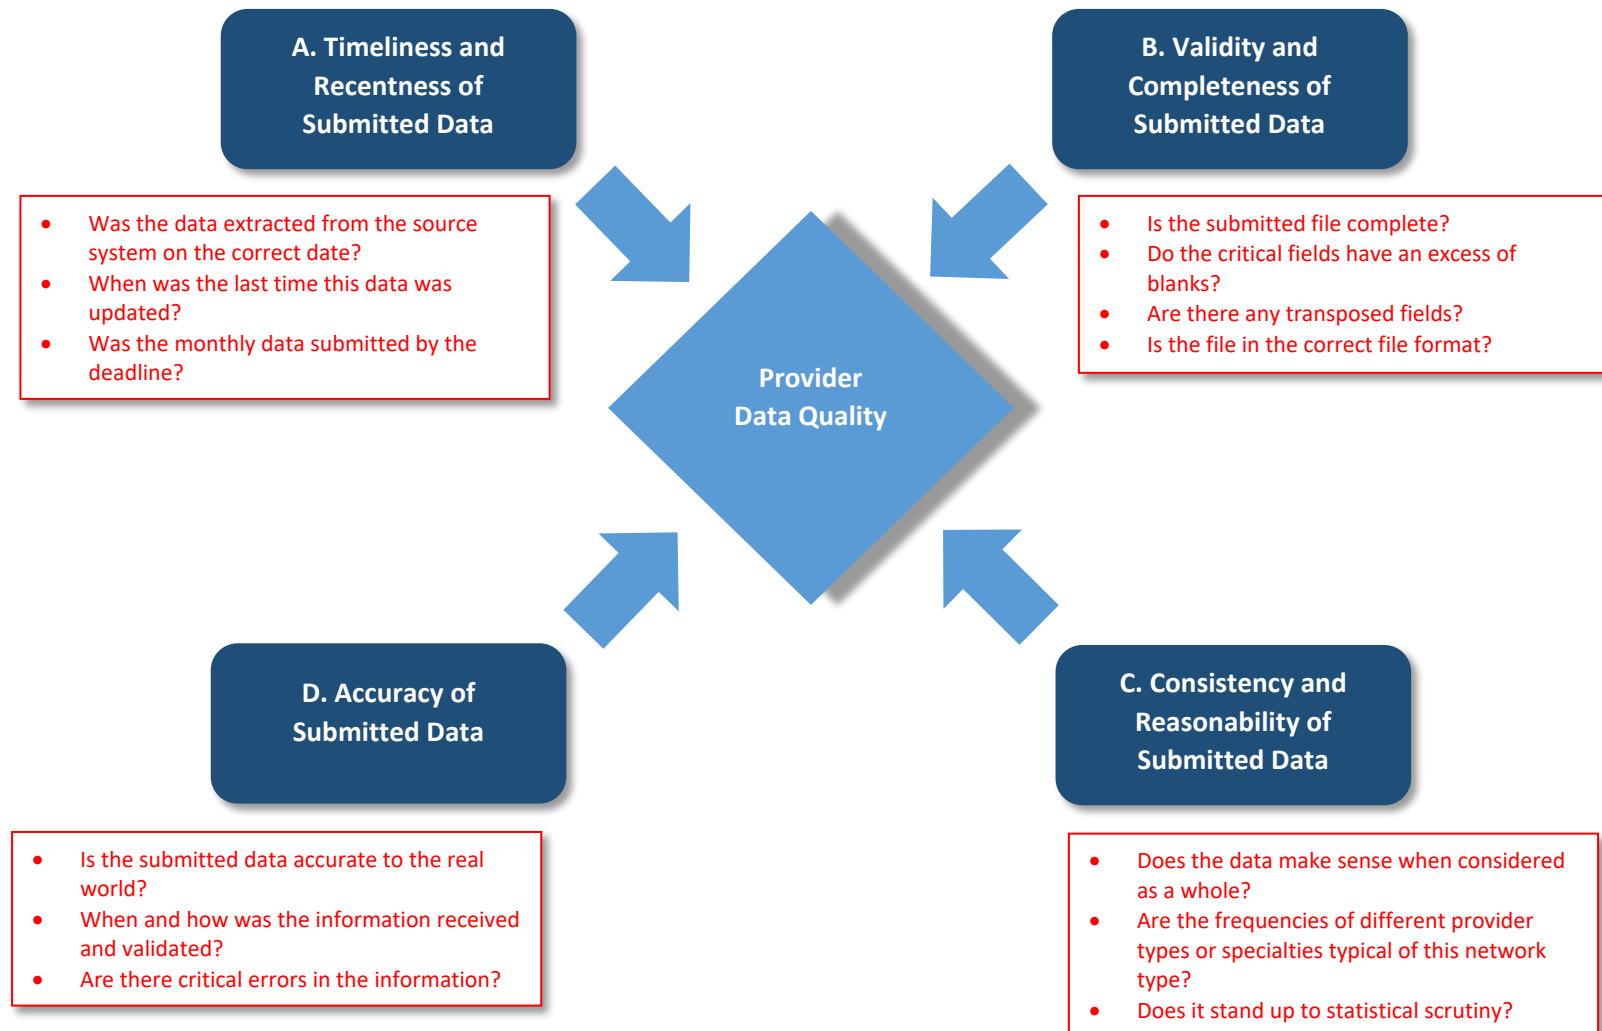 A. Timeliness and
Recentness of
Submitted Data
B. Validity and
Completeness of
Submitted Data
• Was the data extracted from the source
system on the correct date?
• When was the last time this data was
updated?
• Was the monthly data submitted by the
deadline?
• Is the submitted file complete?
• Do the critical fields have an excess of
blanks?
• Are there any transposed fields?
• Is the file in the correct file format?
Provider
Data Quality
D. Accuracy of
Submitted Data
C. Consistency and
Reasonability of
Submitted Data
• Is the submitted data accurate to the real
world?
• When and how was the information received
and validated?
• Are there critical errors in the information?
• Does the data make sense when considered
as a whole?
• Are the frequencies of different provider
types or specialties typical of this network
type?
• Does it stand up to statistical scrutiny?